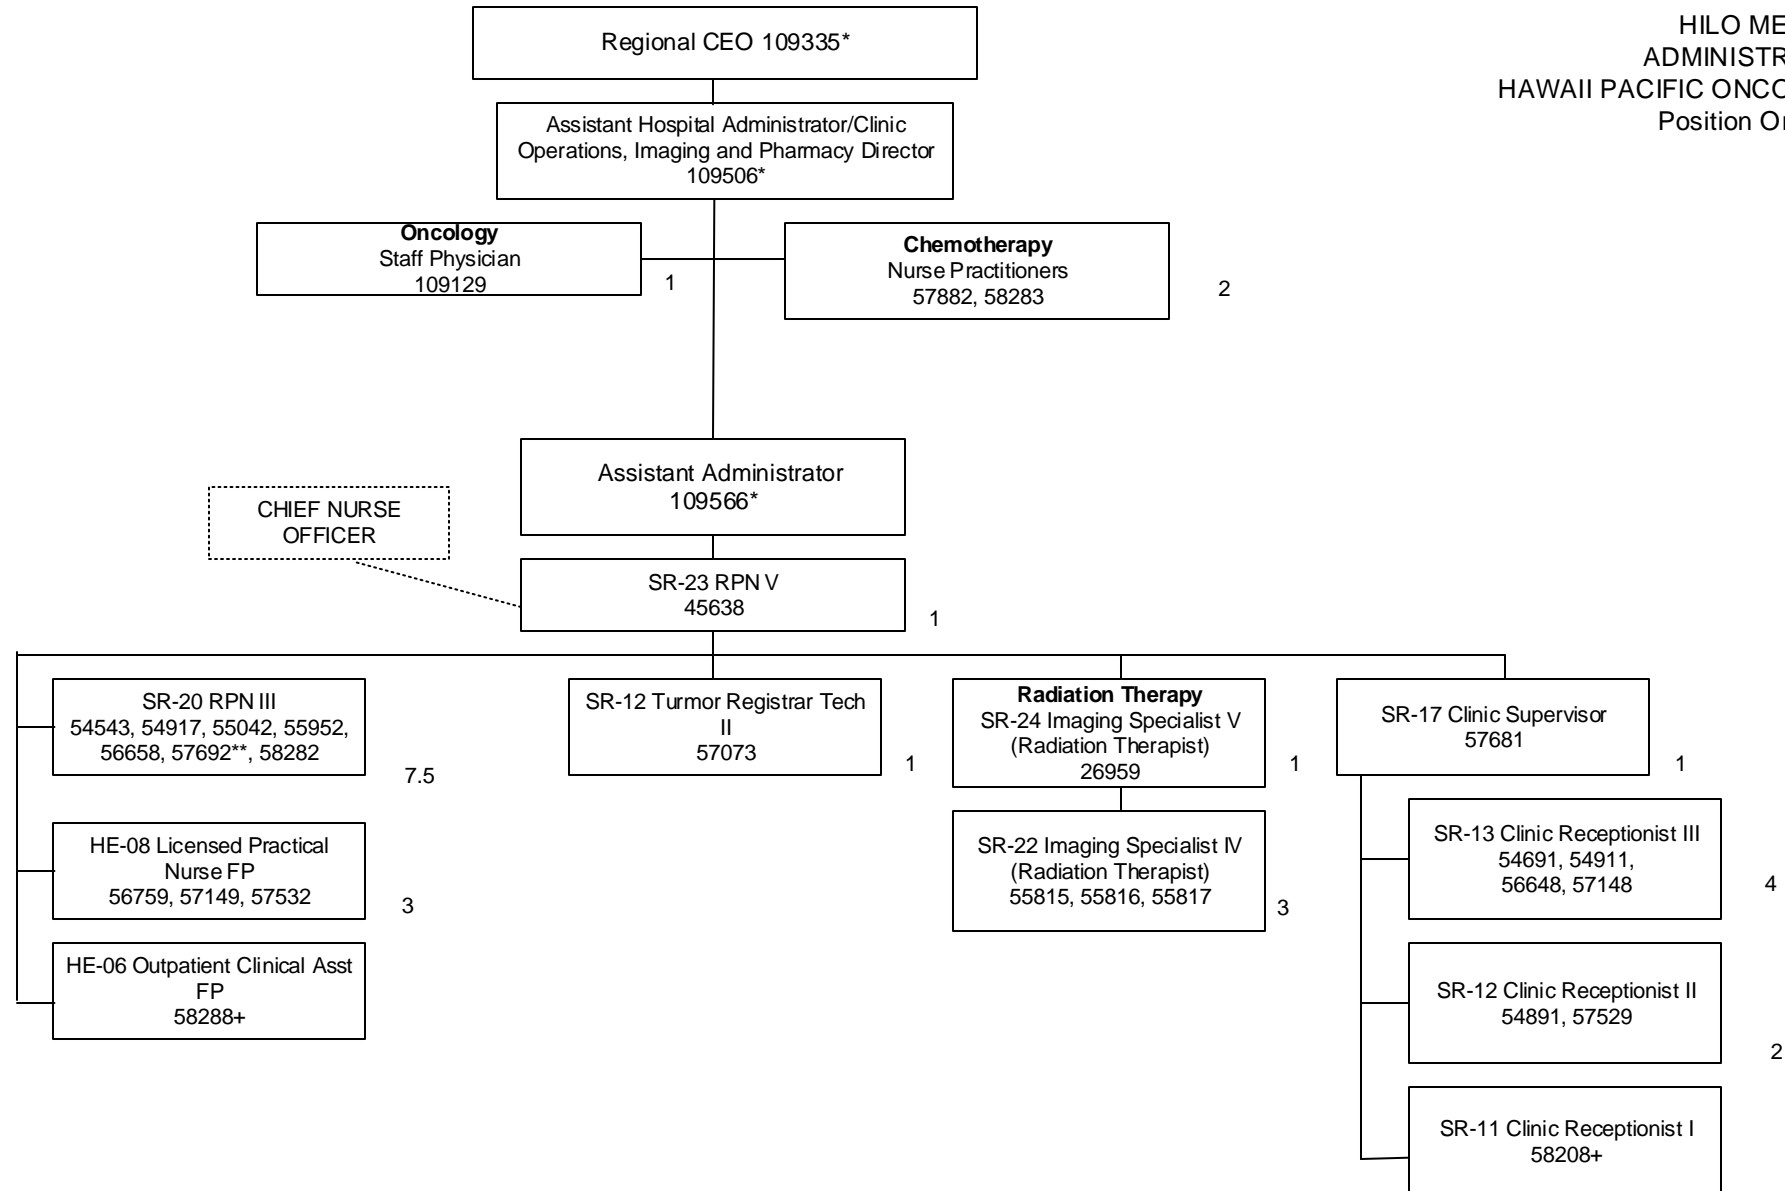 HILO ME
ADMINISTR
HAWAII PACIFIC ONCO
Position Or
Regional CEO 109335*
Assistant Hospital Administrator/Clinic
Operations, Imaging and Pharmacy Director
109506*
Oncology
Staff Physician
109129
1
Chemotherapy
Nurse Practitioners
57882, 58283
2
Assistant Administrator
109566*
CHIEF NURSE
OFFICER
SR-23 RPN V
45638
1
SR-20 RPN III
54543, 54917, 55042, 55952,
56658, 57692**, 58282
7.5
HE-08 Licensed Practical
Nurse FP
56759, 57149, 57532
3
HE-06 Outpatient Clinical Asst
FP
58288+
SR-12 Turmor Registrar Tech
II
57073
1
Radiation Therapy
SR-24 Imaging Specialist V
(Radiation Therapist)
26959
1
SR-22 Imaging Specialist IV
(Radiation Therapist)
55815, 55816, 55817
3
SR-17 Clinic Supervisor
57681
1
SR-13 Clinic Receptionist III
54691, 54911,
56648, 57148
4
SR-12 Clinic Receptionist II
54891, 57529
2
SR-11 Clinic Receptionist I
58208+